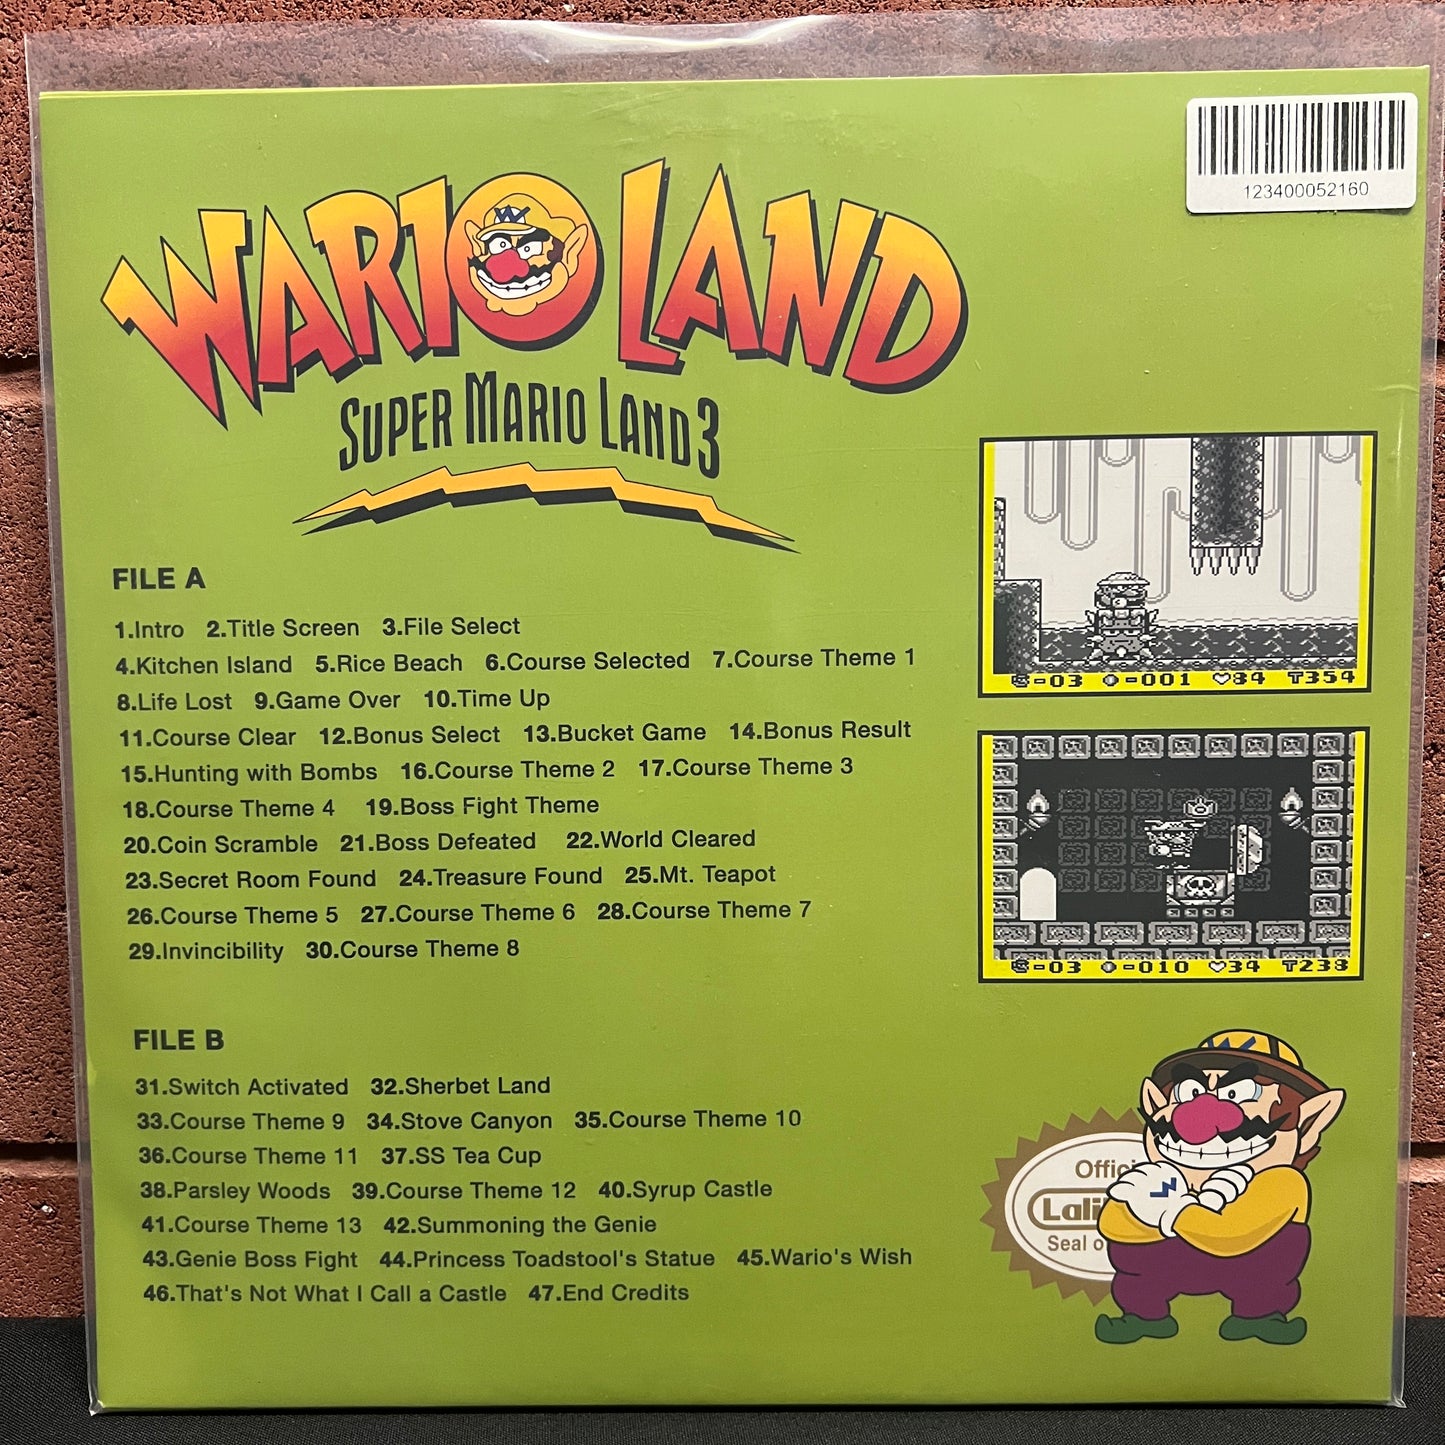 123400052160
WARIO LAND
SUPER MARIO LAND 3
FILE A
1.Intro 2.Title Screen 3.File Select
4.Kitchen Island 5.Rice Beach 6.Course Selected 7.Course Theme 1
8.Life Lost 9.Game Over 10.Time Up
11.Course Clear 12.Bonus Select 13.Bucket Game 14.Bonus Result
15.Hunting with Bombs 16.Course Theme 2 17.Course Theme 3
18.Course Theme 4 19.Boss Fight Theme
20.Coin Scramble 21.Boss Defeated 22.World Cleared
23.Secret Room Found 24.Treasure Found 25.Mt. Teapot
26.Course Theme 5 27.Course Theme 6 28.Course Theme 7
29.Invincibility 30.Course Theme 8
-03 -001 84 T354
-03 -010 34 T238
FILE B
31.Switch Activated 32.Sherbet Land
33.Course Theme 9 34.Stove Canyon 35.Course Theme 10
36.Course Theme 11 37.SS Tea Cup
38.Parsley Woods 39.Course Theme 12 40.Syrup Castle
41.Course Theme 13 42.Summoning the Genie
43.Genie Boss Fight 44.Princess Toadstool's Statue 45.Wario's Wish
46.That's Not What I Call a Castle 47.End Credits
W
Offici
Lali
Seal o